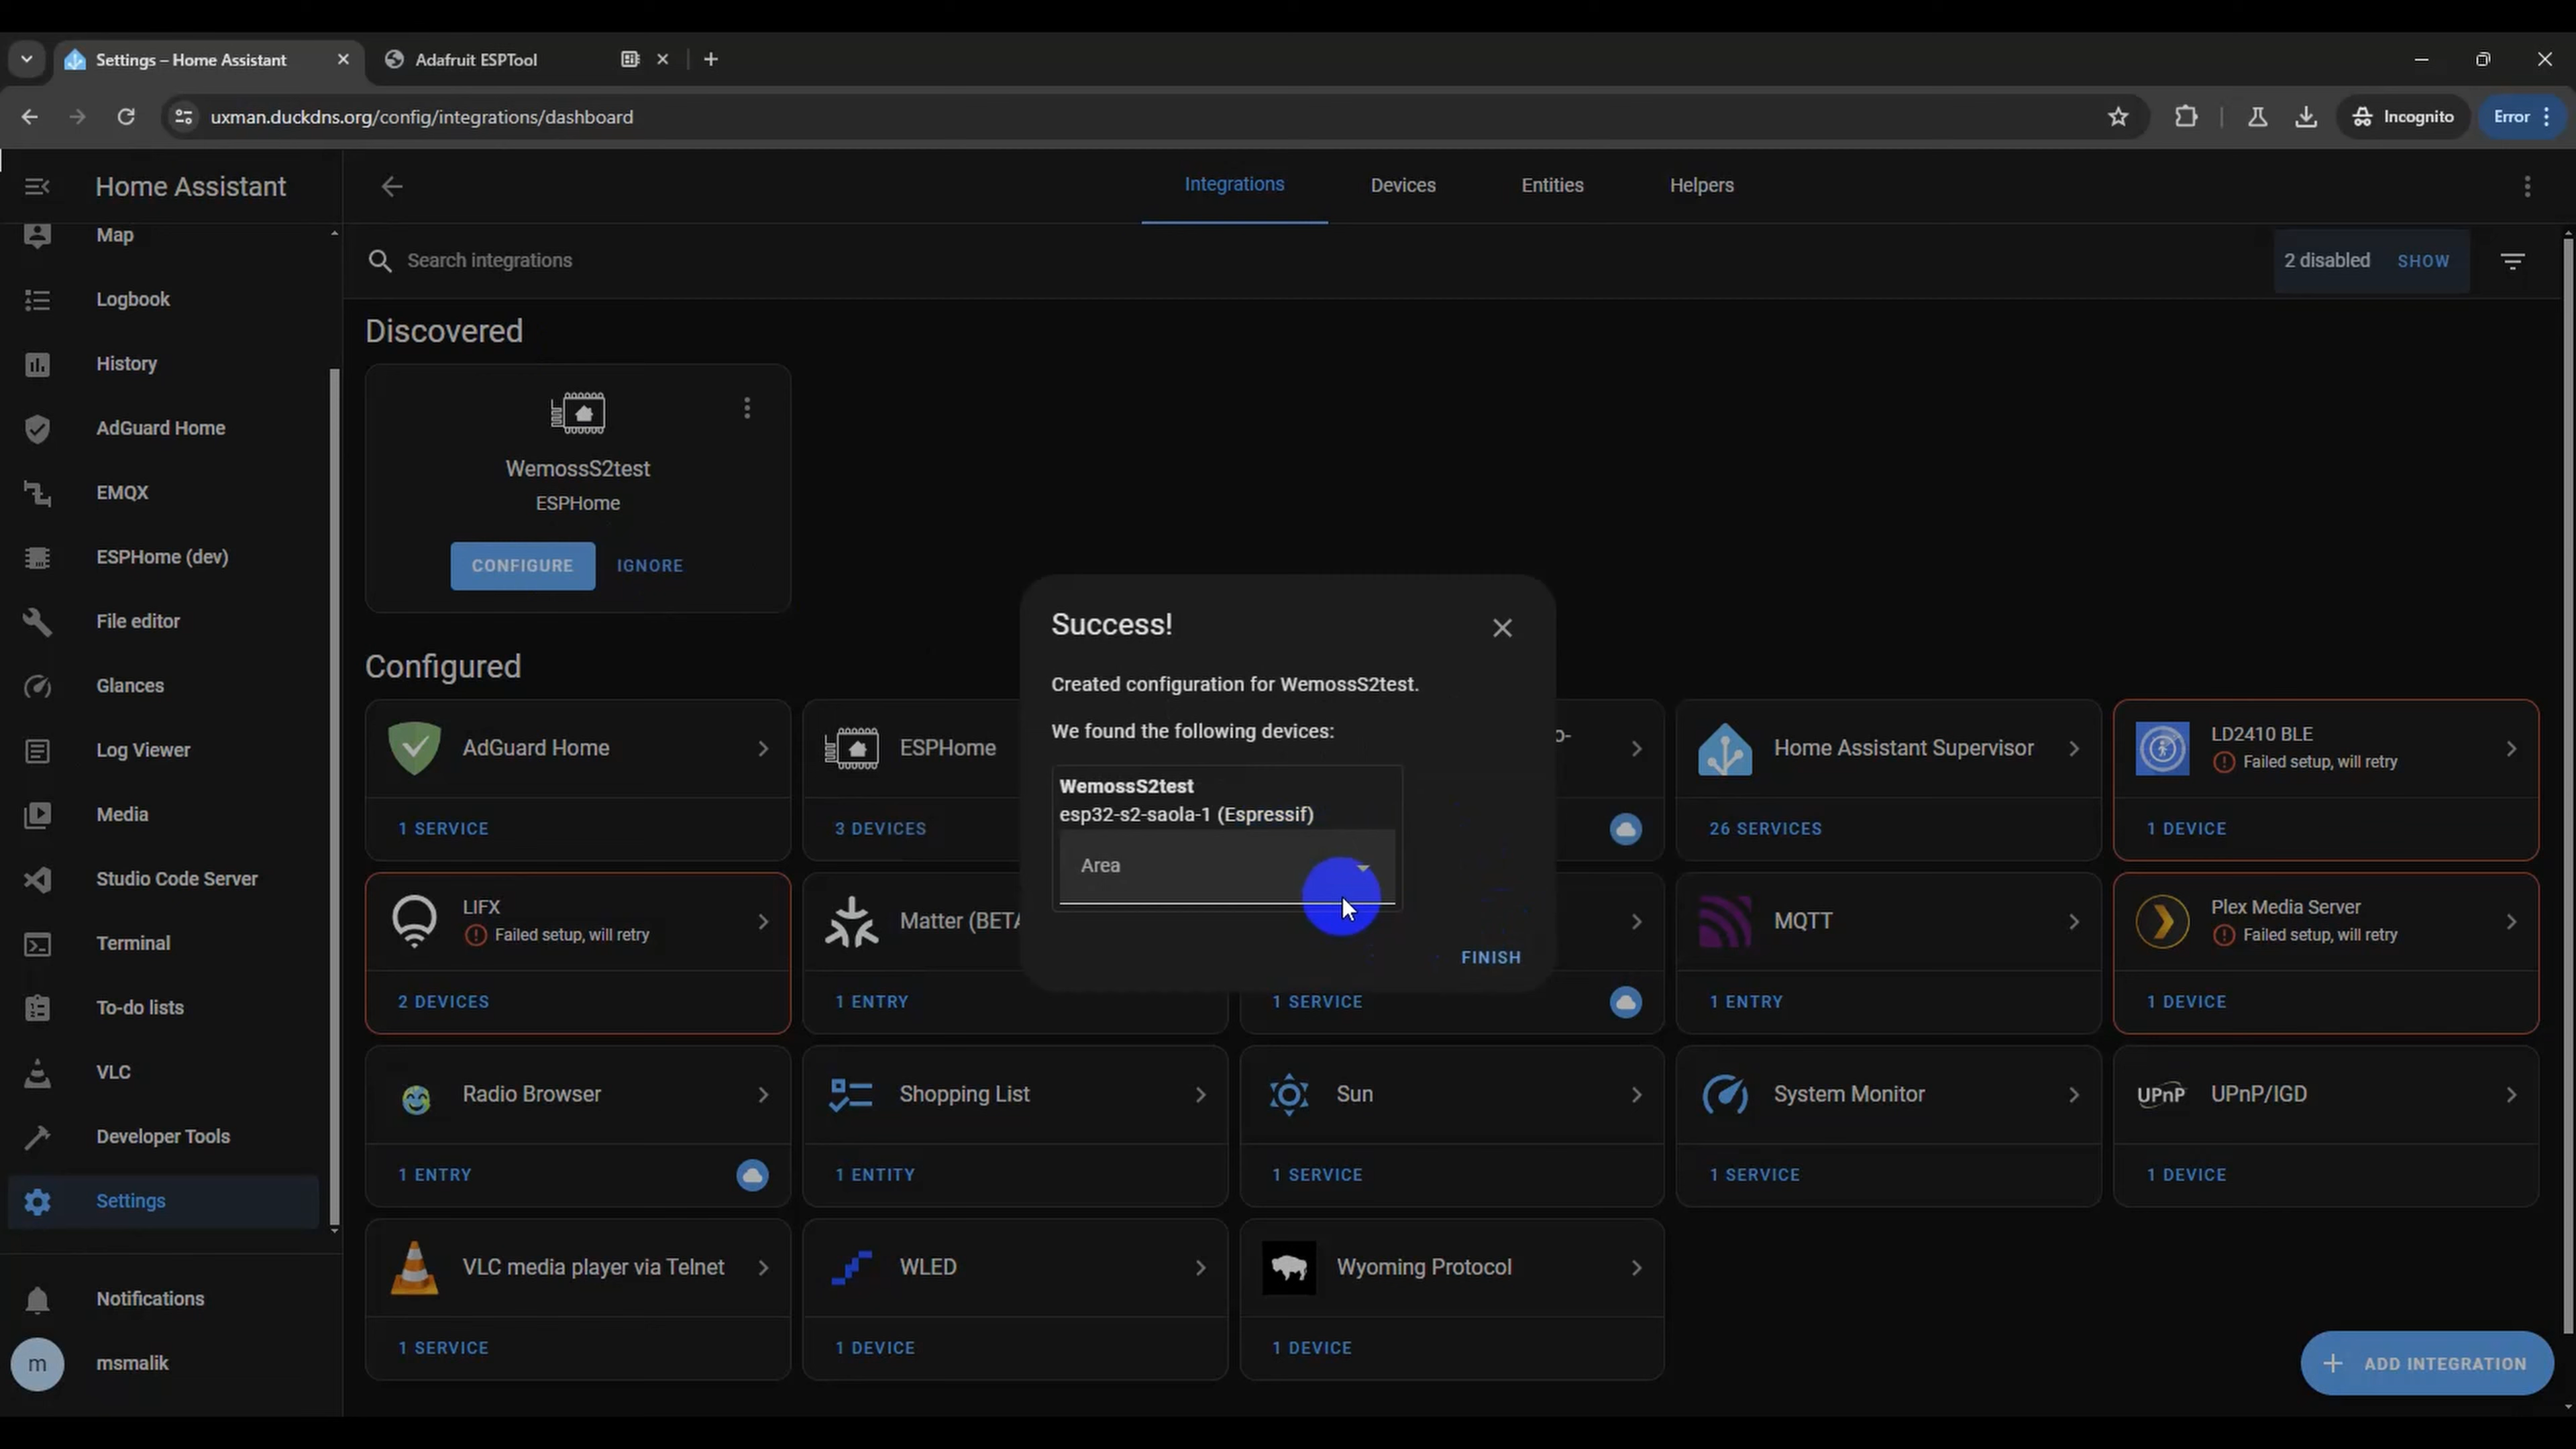 Settings – Home Assistant
Adafruit ESPTool
uxman.duckdns.org/config/integrations/dashboard
Incognito
Error
Home Assistant
Integrations
Devices
Entities
Helpers
Map
Logbook
History
AdGuard Home
EMQX
ESPHome (dev)
File editor
Glances
Log Viewer
Media
Studio Code Server
Terminal
To-do lists
VLC
Developer Tools
Settings
Notifications
m
msmalik
Search integrations
2 disabled
SHOW
Discovered
WemossS2test
ESPHome
CONFIGURE
IGNORE
Configured
AdGuard Home
1 SERVICE
ESPHome
3 DEVICES
o-
Home Assistant Supervisor
26 SERVICES
LD2410 BLE
Failed setup, will retry
1 DEVICE
LIFX
Failed setup, will retry
2 DEVICES
Matter (BETA
1 ENTRY
1 SERVICE
MQTT
1 ENTRY
Plex Media Server
Failed setup, will retry
1 DEVICE
Radio Browser
1 ENTRY
Shopping List
1 ENTITY
Sun
1 SERVICE
System Monitor
1 SERVICE
UPnP
UPnP/IGD
1 DEVICE
VLC media player via Telnet
1 SERVICE
WLED
1 DEVICE
Wyoming Protocol
1 DEVICE
ADD INTEGRATION
Success!
Created configuration for WemossS2test.
We found the following devices:
WemossS2test
esp32-s2-saola-1 (Espressif)
Area
FINISH